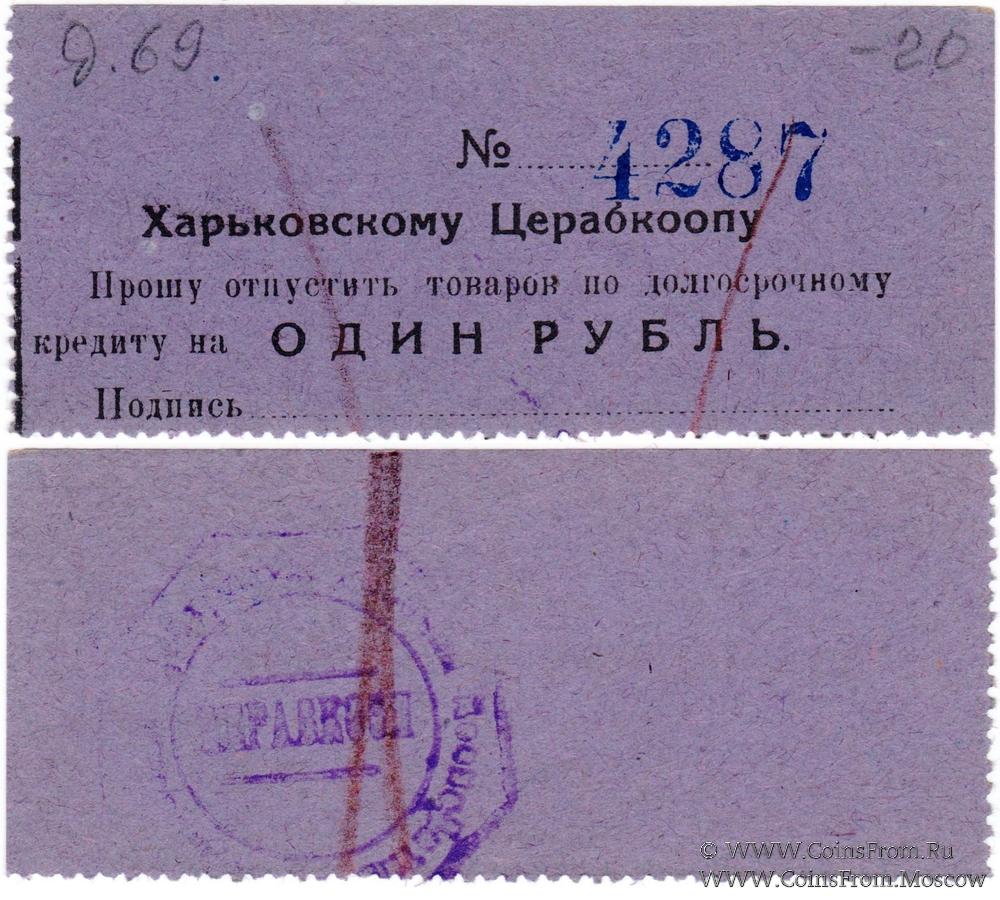 д.69 -20
№ 4287
Харьковскому Церабкоопу
Прошу отпустить товаров по долгосрочному
кредиту на ОДИН РУБЛЬ.
Подпись
ЦЕРАБКООП
© WWW.CoinsFrom.Ru
WWW.CoinsFrom.Moscow